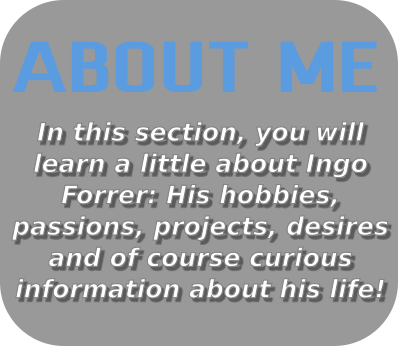 ABOUT ME
In this section, you will
learn a little about Ingo
Forrer: His hobbies,
passions, projects, desires
and of course curious
information about his life!